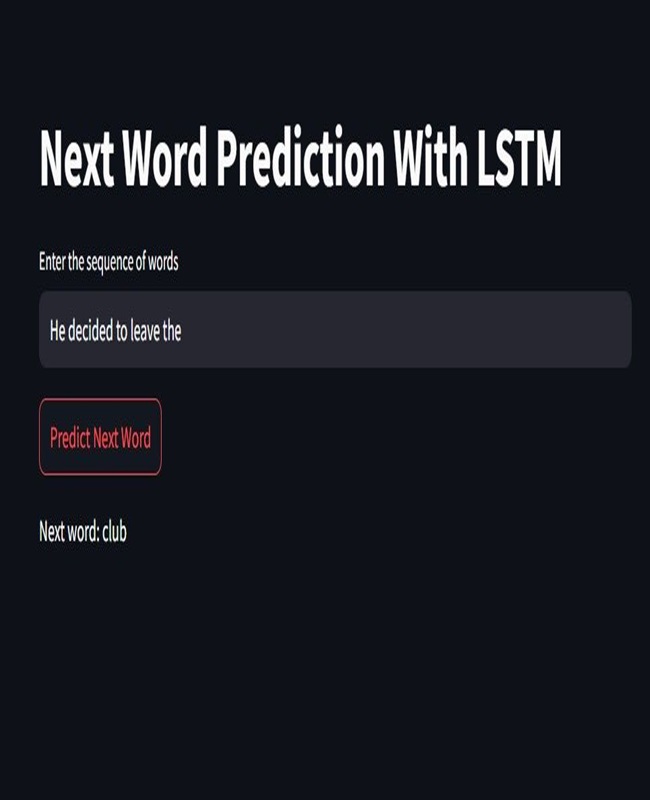 Next Word Prediction With LSTM
Enter the sequence of words
He decided to leave the
Predict Next Word
Next word: club